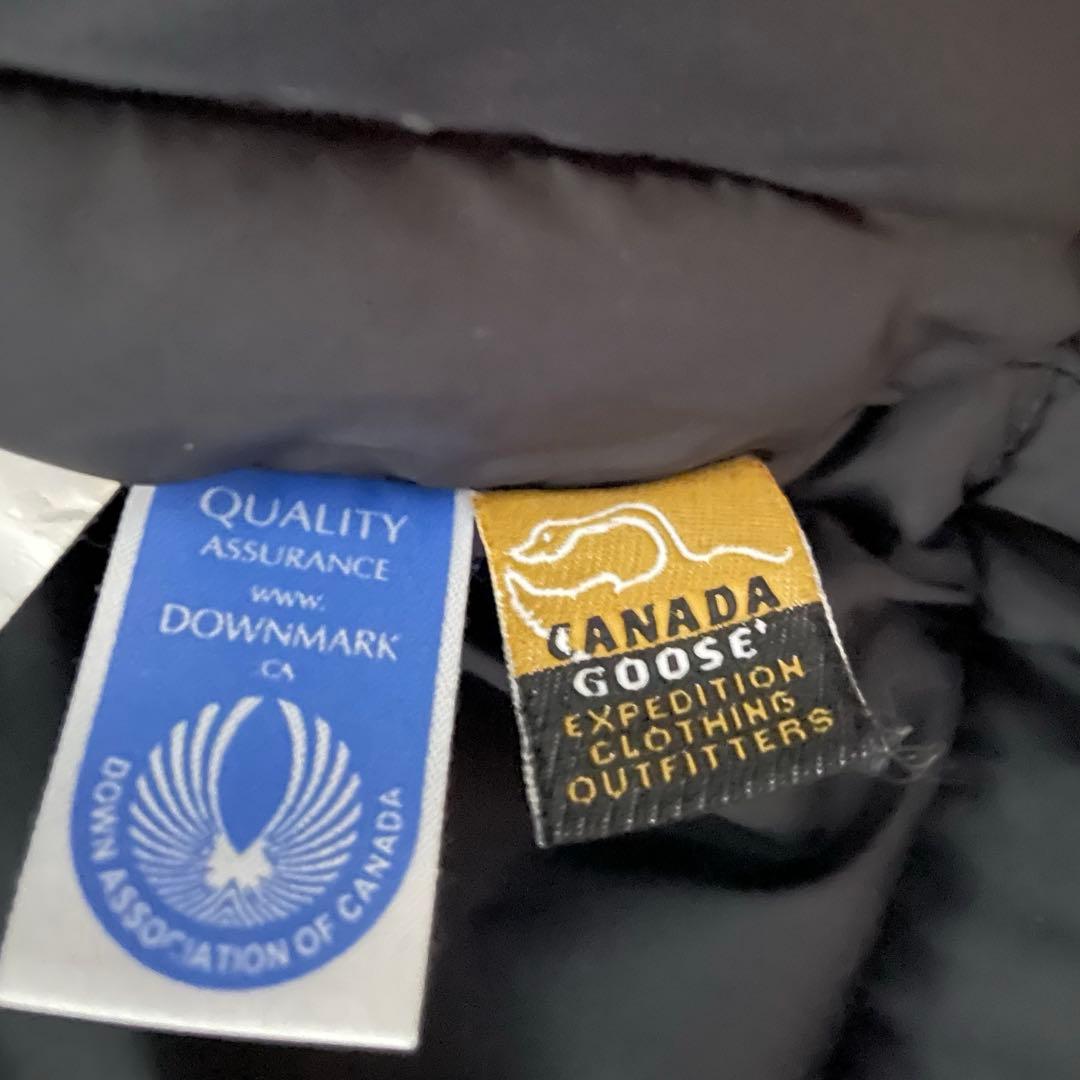 QUALITY
ASSURANCE
www.
DOWNMARK
.CA
DOWN ASSOCIATION OF CANADA
CANADA
GOOSE
EXPEDITION
CLOTHING
OUTFITTERS